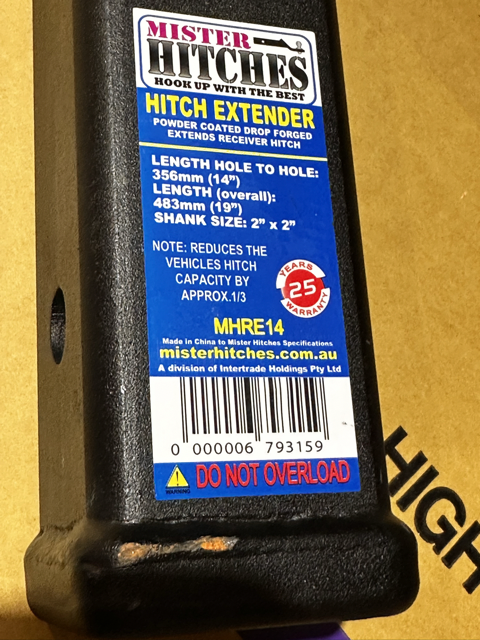 MISTER
HITCHES
HOOK UP WITH THE BEST
HITCH EXTENDER
POWDER COATED DROP FORGED
EXTENDS RECEIVER HITCH
LENGTH HOLE TO HOLE:
356mm (14")
LENGTH (overall):
483mm (19")
SHANK SIZE: 2" x 2"
NOTE: REDUCES THE
VEHICLES HITCH
CAPACITY BY
APPROX.1/3
YEARS
25
WARRANTY
MHRE14
Made in China to Mister Hitches Specifications
misterhitches.com.au
A division of Intertrade Holdings Pty Ltd
0 000006 793159
WARNING
DO NOT OVERLOAD
HIGH